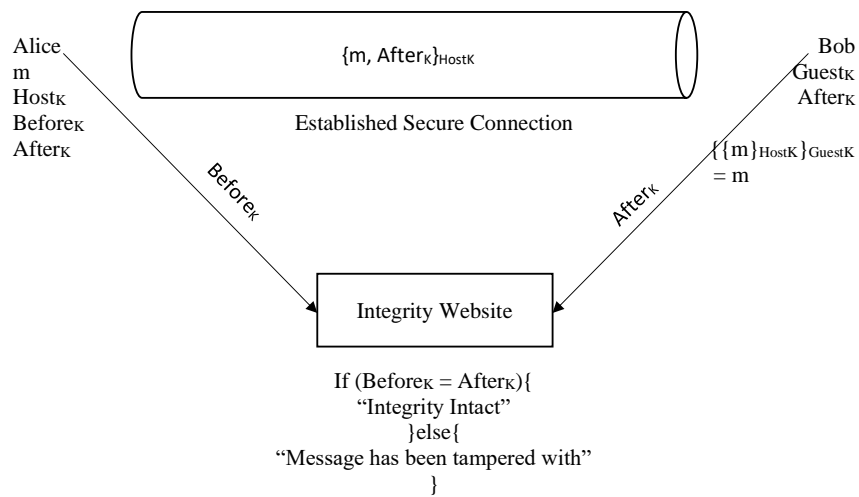 Alice
m
HostK
BeforeK
AfterK
{m, AfterK}HostK
Established Secure Connection
Bob
GuestK
AfterK
{{m}HostK}GuestK
= m
BeforeK
AfterK
Integrity Website
If (BeforeK = AfterK){
“Integrity Intact”
}else{
“Message has been tampered with”
}